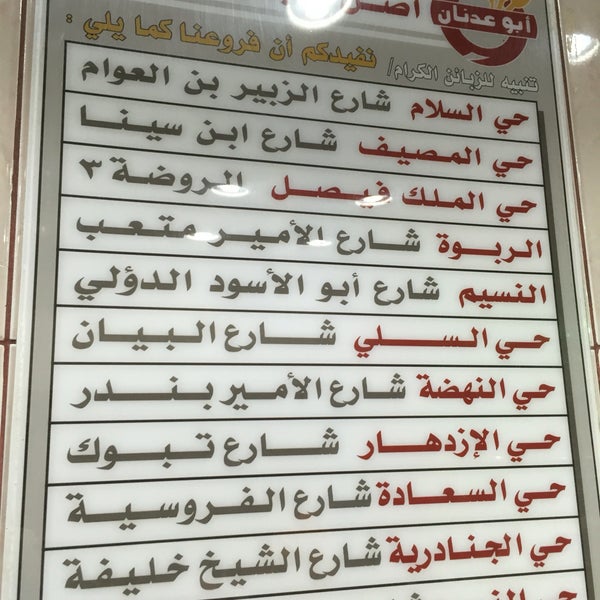 أبو عدنان
تنبيه للزبائن الكرام/ نفيدكم أن فروعنا كما يلي :
حي السلام شارع الزبير بن العوام
حي المصيف شارع ابن سينا
حي الملك فيصل الروضة ٣
الربوة شارع الأمير متعب
النسيم شارع أبو الأسود الدؤلي
حي السلي شارع البيان
حي النهضة شارع الأمير بندر
حي الإزدهار شارع تبوك
حي السعادة شارع الفروسية
حي الجنادرية شارع الشيخ خليفة
حي